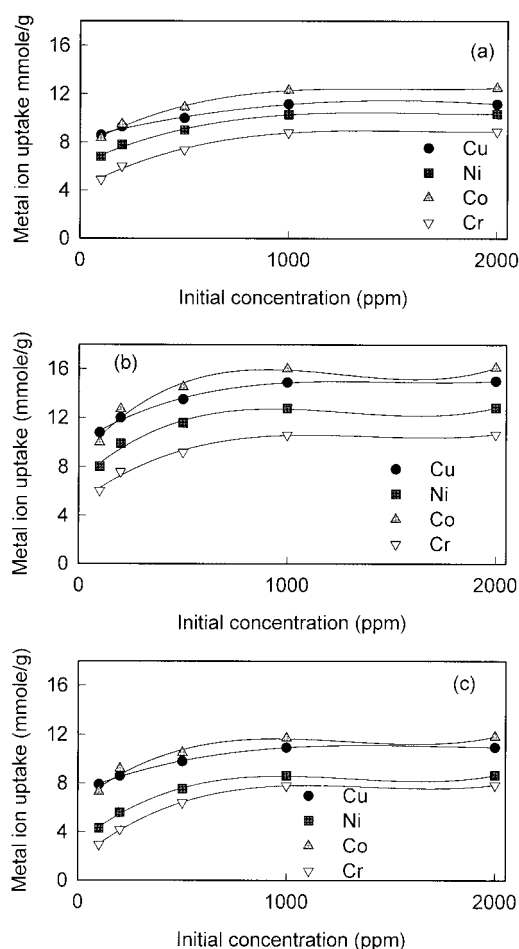 Metal ion uptake mmole/g
16
12
8
4
0
(a)
Cu
Ni
Co
Cr
0 1000 2000
Initial concentration (ppm)
Metal ion uptake (mmole/g)
16
12
8
4
0
(b)
Cu
Ni
Co
Cr
0 1000 2000
Initial concentration (ppm)
Metal ion uptake (mmole/g)
16
12
8
4
0
(c)
Cu
Ni
Co
Cr
0 1000 2000
Initial concentration (ppm)